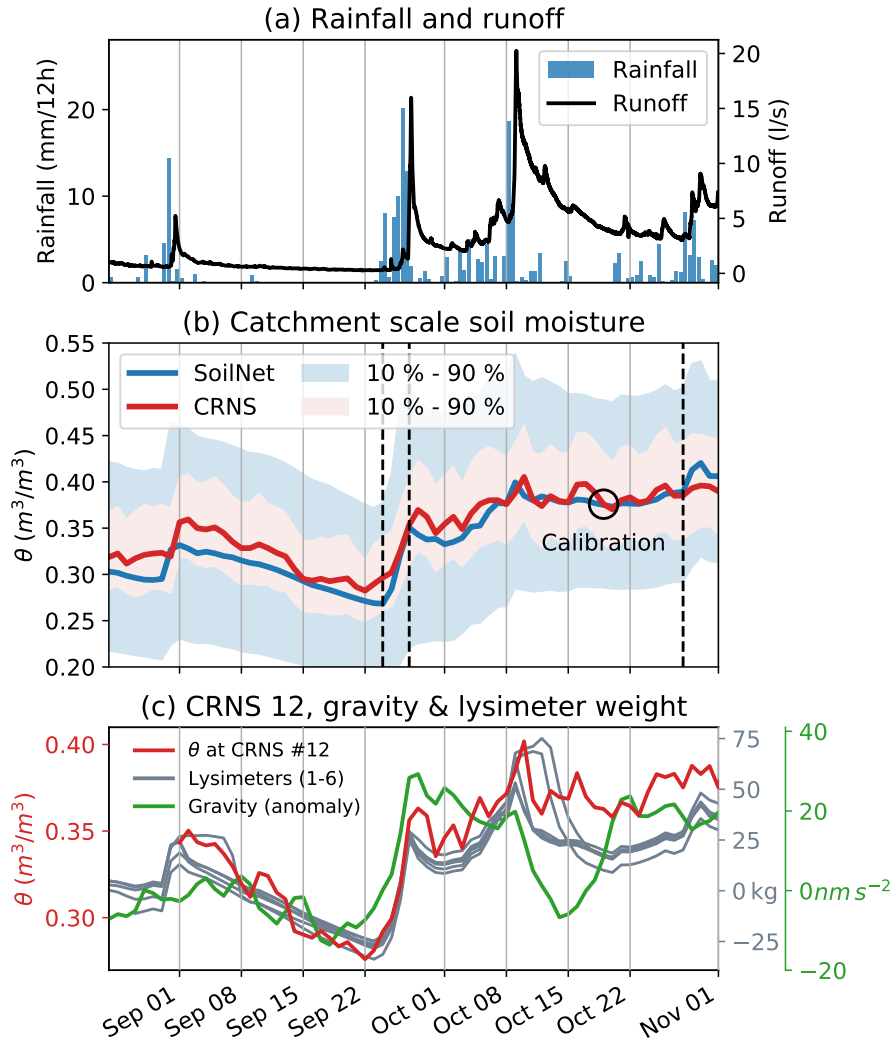 (a) Rainfall and runoff
Rainfall (mm/12h)
20
10
0
Rainfall
Runoff
20
15
10
5
0
Runoff (l/s)
(b) Catchment scale soil moisture
θ (m³/m³)
0.55
0.50
0.45
0.40
0.35
0.30
0.25
0.20
SoilNet
10 % - 90 %
CRNS
10 % - 90 %
Calibration
(c) CRNS 12, gravity & lysimeter weight
θ (m³/m³)
0.40
0.35
0.30
θ at CRNS #12
Lysimeters (1-6)
Gravity (anomaly)
75
50
25
0 kg
−25
40
20
0 nm s⁻²
−20
Sep 01
Sep 08
Sep 15
Sep 22
Oct 01
Oct 08
Oct 15
Oct 22
Nov 01